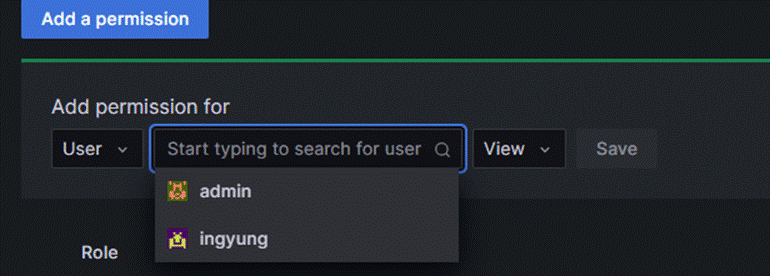 Add a permission
Add permission for
User Start typing to search for user View Save
admin
ingyung
Role